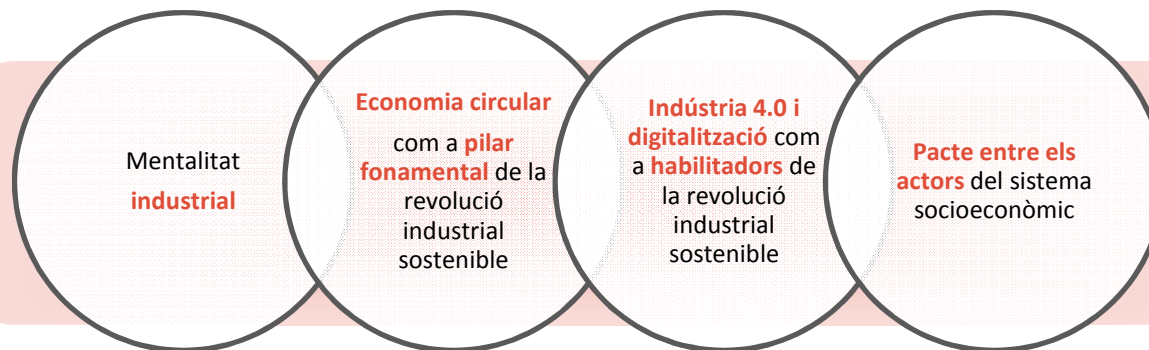 Mentalitat
industrial
Economia circular
com a pilar
fonamental de la
revolució
industrial
sostenible
Indústria 4.0 i
digitalització com
a habilitadors de
la revolució
industrial
sostenible
Pacte entre els
actors del sistema
socioeconòmic